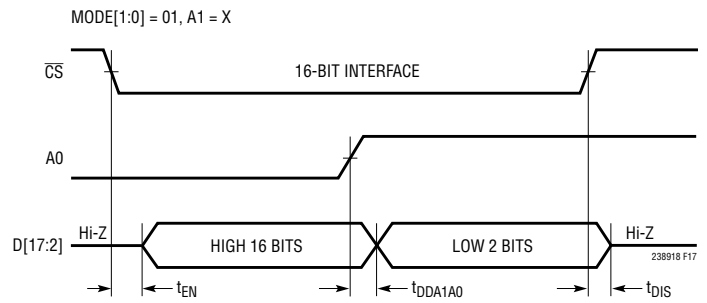 MODE[1:0] = 01, A1 = X
CS
16-BIT INTERFACE
A0
D[17:2]
Hi-Z
HIGH 16 BITS
LOW 2 BITS
Hi-Z
238918 F17
tEN
tDDA1A0
tDIS